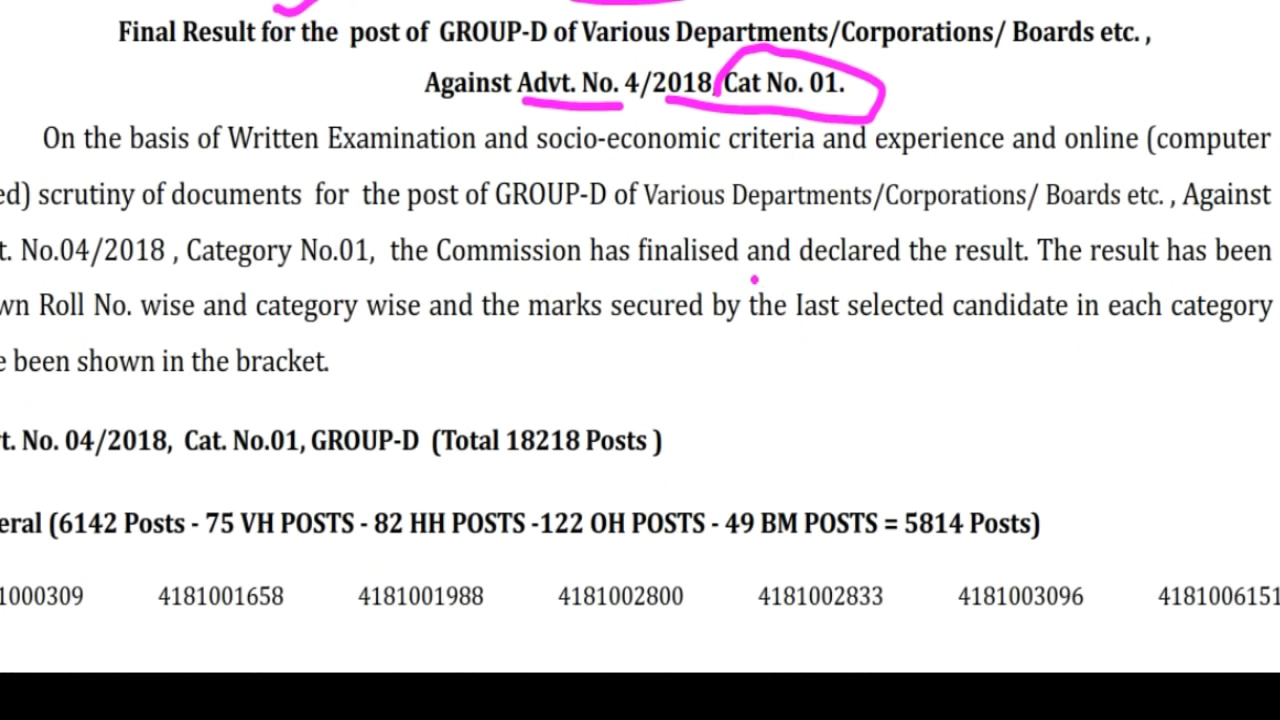 Final Result for the post of GROUP-D of Various Departments/Corporations/ Boards etc. ,
Against Advt. No. 4/2018, Cat No. 01.
On the basis of Written Examination and socio-economic criteria and experience and online (computer
ed) scrutiny of documents for the post of GROUP-D of Various Departments/Corporations/ Boards etc. , Against
t. No.04/2018 , Category No.01, the Commission has finalised and declared the result. The result has been
wn Roll No. wise and category wise and the marks secured by the last selected candidate in each category
e been shown in the bracket.
t. No. 04/2018, Cat. No.01, GROUP-D (Total 18218 Posts )
eral (6142 Posts - 75 VH POSTS - 82 HH POSTS -122 OH POSTS - 49 BM POSTS = 5814 Posts)
1000309 4181001658 4181001988 4181002800 4181002833 4181003096 4181006151